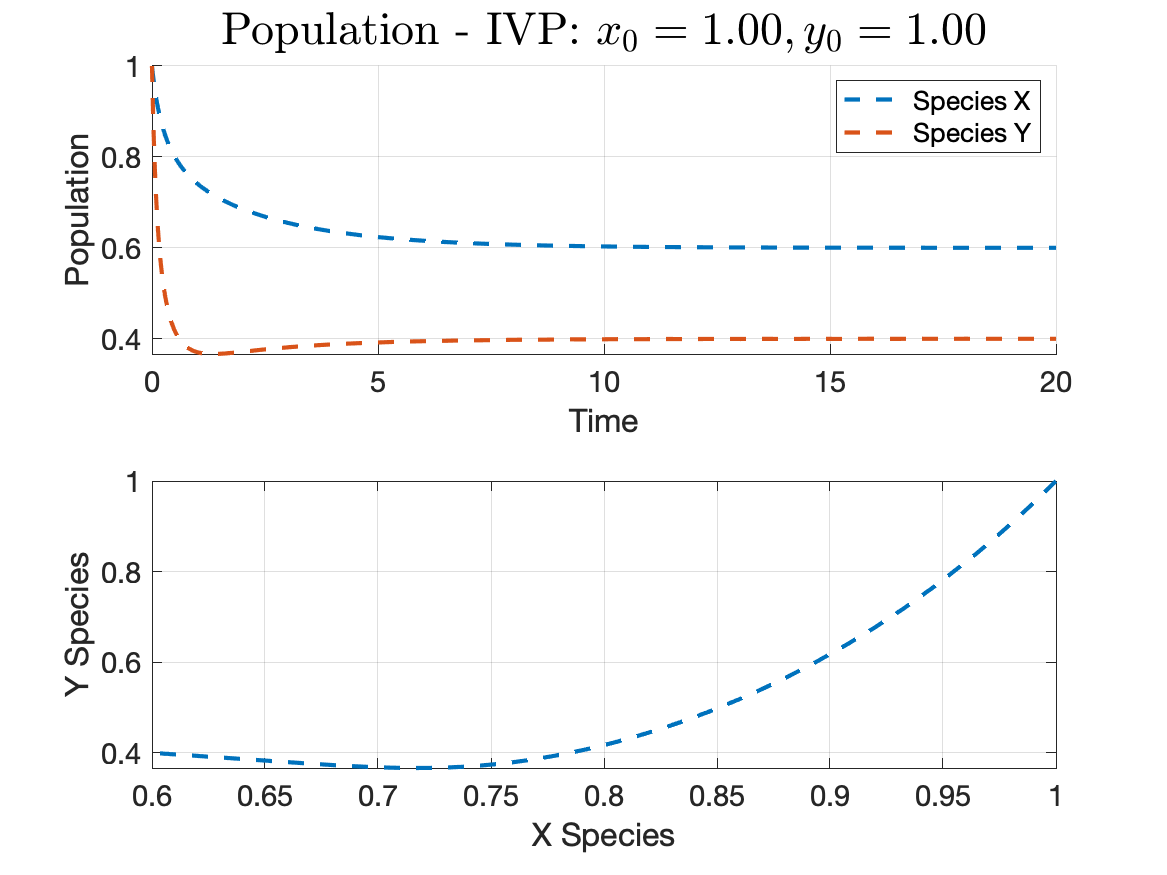 Population - IVP: x₀ = 1.00, y₀ = 1.00
1
0.8
0.6
0.4
Population
Species X
Species Y
0 5 10 15 20
Time
1
0.8
0.6
0.4
Y Species
0.6 0.65 0.7 0.75 0.8 0.85 0.9 0.95 1
X Species